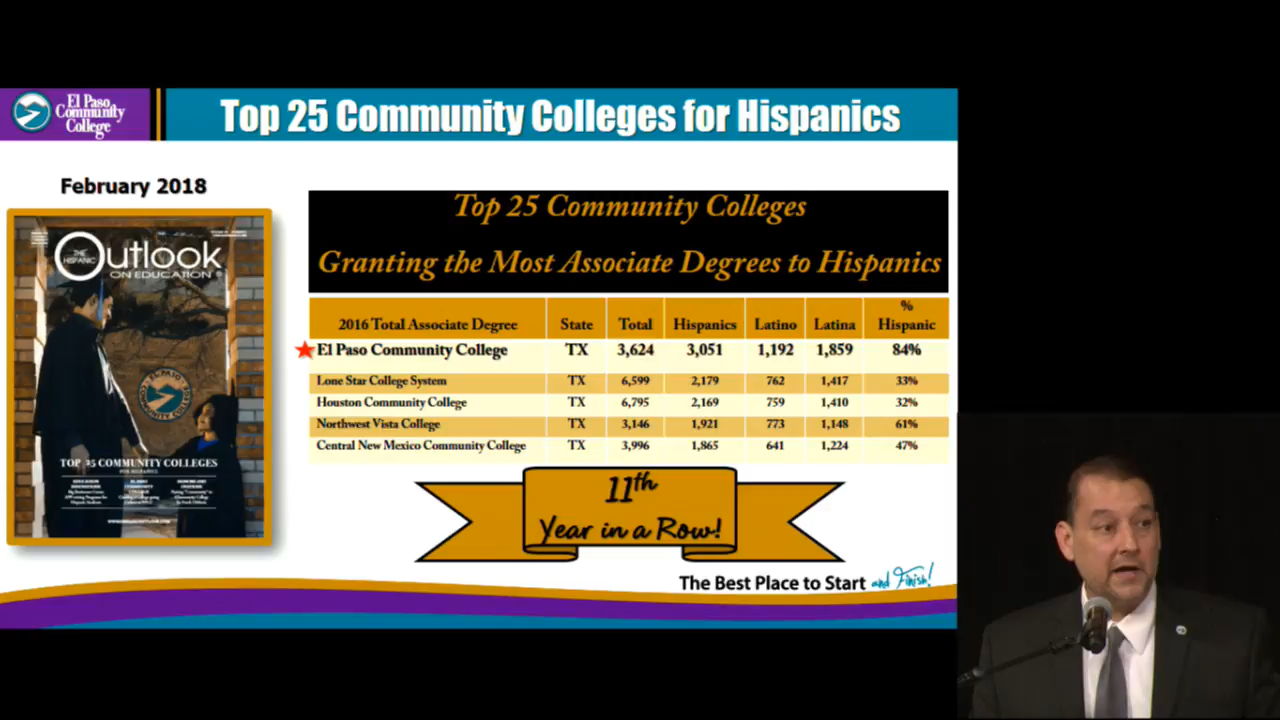 El Paso
Community
College
Top 25 Community Colleges for Hispanics
February 2018
THE
HISPANIC
Outlook
ON EDUCATION
EL PASO
COMMUNITY COLLEGE
TOP 25 COMMUNITY COLLEGES
FOR HISPANICS
Top 25 Community Colleges
Granting the Most Associate Degrees to Hispanics
2016 Total Associate Degree State Total Hispanics Latino Latina % Hispanic
El Paso Community College TX 3,624 3,051 1,192 1,859 84%
Lone Star College System TX 6,599 2,179 762 1,417 33%
Houston Community College TX 6,795 2,169 759 1,410 32%
Northwest Vista College TX 3,146 1,921 773 1,148 61%
Central New Mexico Community College TX 3,996 1,865 641 1,224 47%
11th
Year in a Row!
The Best Place to Start and Finish!